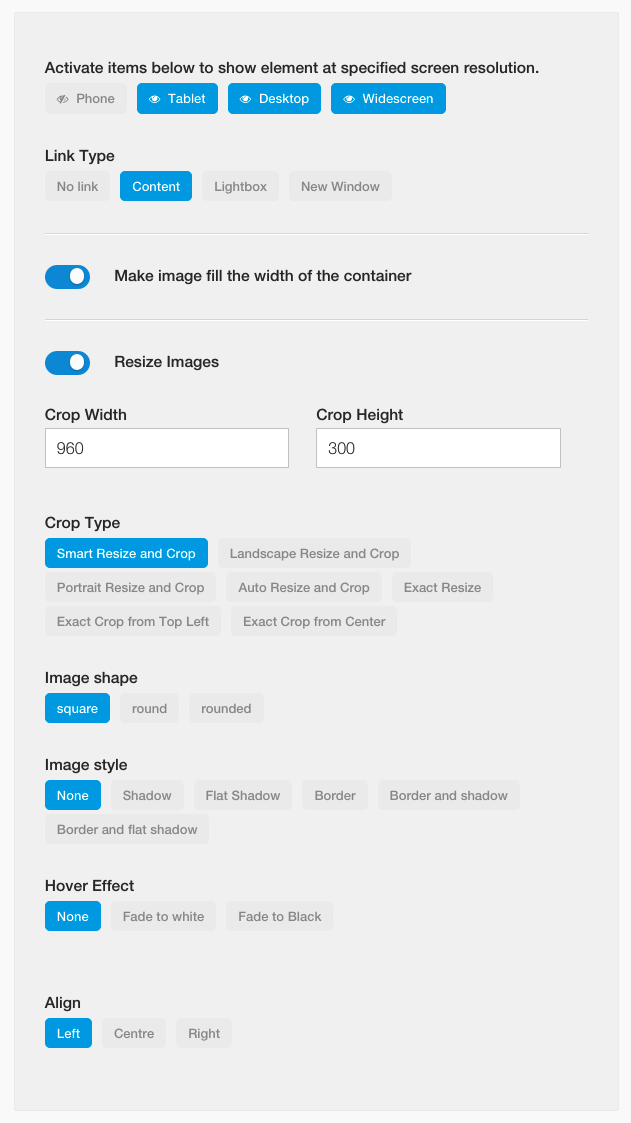 Activate items below to show element at specified screen resolution.
Phone Tablet Desktop Widescreen
Link Type
No link Content Lightbox New Window
Make image fill the width of the container
Resize Images
Crop Width Crop Height
960 300
Crop Type
Smart Resize and Crop Landscape Resize and Crop
Portrait Resize and Crop Auto Resize and Crop Exact Resize
Exact Crop from Top Left Exact Crop from Center
Image shape
square round rounded
Image style
None Shadow Flat Shadow Border Border and shadow
Border and flat shadow
Hover Effect
None Fade to white Fade to Black
Align
Left Centre Right